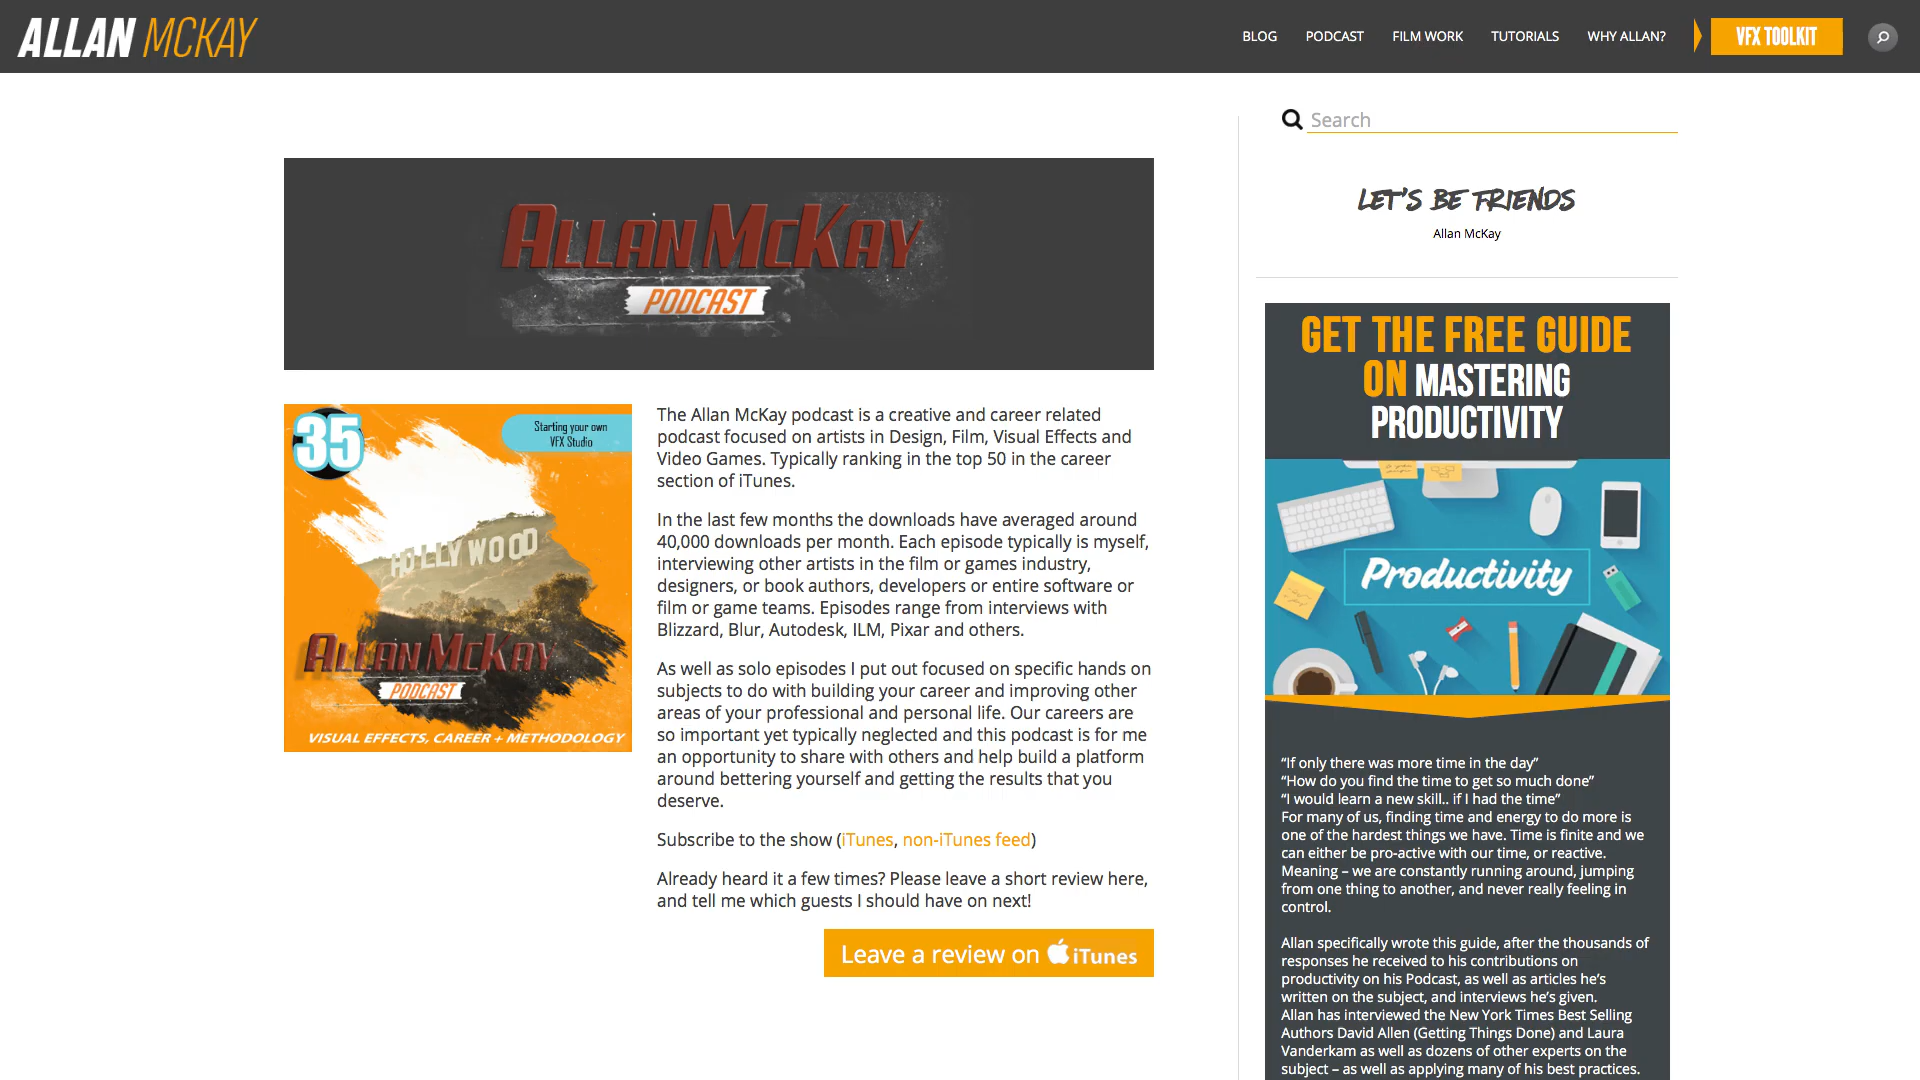 ALLAN MCKAY
BLOG
PODCAST
FILM WORK
TUTORIALS
WHY ALLAN?
VFX TOOLKIT
ALLAN MCKAY
PODCAST
35
Starting your own
VFX Studio
HOLLYWOOD
ALLAN MCKAY
PODCAST
VISUAL EFFECTS, CAREER + METHODOLOGY
The Allan McKay podcast is a creative and career related
podcast focused on artists in Design, Film, Visual Effects and
Video Games. Typically ranking in the top 50 in the career
section of iTunes.
In the last few months the downloads have averaged around
40,000 downloads per month. Each episode typically is myself,
interviewing other artists in the film or games industry,
designers, or book authors, developers or entire software or
film or game teams. Episodes range from interviews with
Blizzard, Blur, Autodesk, ILM, Pixar and others.
As well as solo episodes I put out focused on specific hands on
subjects to do with building your career and improving other
areas of your professional and personal life. Our careers are
so important yet typically neglected and this podcast is for me
an opportunity to share with others and help build a platform
around bettering yourself and getting the results that you
deserve.
Subscribe to the show (iTunes, non-iTunes feed)
Already heard it a few times? Please leave a short review here,
and tell me which guests I should have on next!
Leave a review on iTunes
Search
LET'S BE FRIENDS
Allan McKay
GET THE FREE GUIDE
ON MASTERING
PRODUCTIVITY
Productivity
“If only there was more time in the day”
“How do you find the time to get so much done”
“I would learn a new skill.. if I had the time”
For many of us, finding time and energy to do more is
one of the hardest things we have. Time is finite and we
can either be pro-active with our time, or reactive.
Meaning – we are constantly running around, jumping
from one thing to another, and never really feeling in
control.
Allan specifically wrote this guide, after the thousands of
responses he received to his contributions on
productivity on his Podcast, as well as articles he’s
written on the subject, and interviews he’s given.
Allan has interviewed the New York Times Best Selling
Authors David Allen (Getting Things Done) and Laura
Vanderkam as well as dozens of other experts on the
subject – as well as applying many of his best practices.